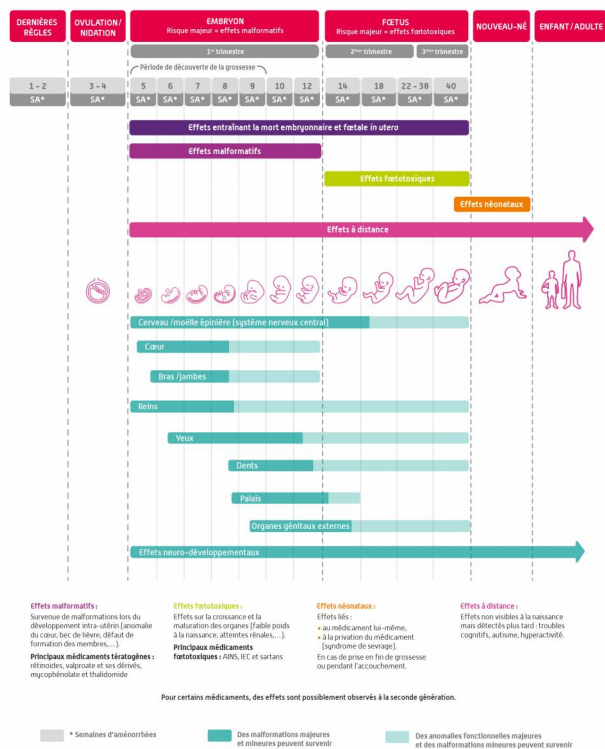 DERNIÈRES
RÈGLES
OVULATION/
NIDATION
EMBRYON
Risque majeur = effets malformatifs
FŒTUS
Risque majeur = effets fœtotoxiques
NOUVEAU-NÉ
ENFANT/ADULTE
1er trimestre
2ème trimestre
3ème trimestre
Période de découverte de la grossesse
1 - 2
3 - 4
5
6
7
8
9
10
12
14
18
22 - 38
40
SA*
SA*
SA*
SA*
SA*
SA*
SA*
SA*
SA*
SA*
SA*
SA*
SA*
Effets entraînant la mort embryonnaire et fœtale in utero
Effets malformatifs
Effets fœtotoxiques
Effets néonataux
Effets à distance
Cerveau /moëlle épinière (système nerveux central)
Cœur
Bras /jambes
Reins
Yeux
Dents
Palais
Organes génitaux externes
Effets neuro-développementaux
Effets malformatifs :
Survenue de malformations lors du
développement intra-utérin (anomalie
du cœur, bec de lièvre, défaut de
formation des membres,…).
Principaux médicaments tératogènes :
rétinoïdes, valproate et ses dérivés,
mycophénolate et thalidomide
Effets fœtotoxiques :
Effets sur la croissance et la
maturation des organes (faible poids
à la naissance, atteintes rénales,…).
Principaux médicaments
fœtotoxiques : AINS, IEC et sartans
Effets néonataux :
Effets liés :
• au médicament lui-même,
• à la privation du médicament
(syndrome de sevrage).
En cas de prise en fin de grossesse
ou pendant l'accouchement.
Effets à distance :
Effets non visibles à la naissance
mais détectés plus tard : troubles
cognitifs, autisme, hyperactivité.
Pour certains médicaments, des effets sont possiblement observés à la seconde génération.
* Semaines d'aménorrhées
Des malformations majeures
et mineures peuvent survenir
Des anomalies fonctionnelles majeures
et des malformations mineures peuvent survenir